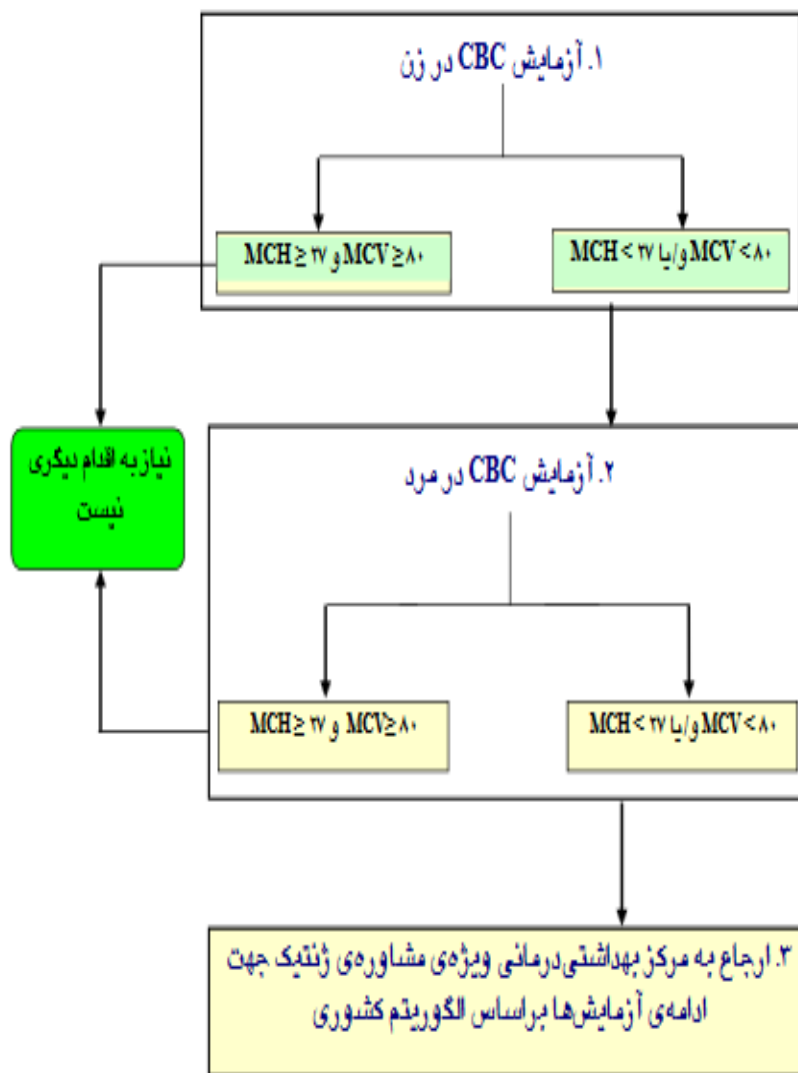 ۱. آزمایش CBC در زن
MCV < ۸۰ و/یا MCH < ۲۷
MCV ≥ ۸۰ و MCH ≥ ۲۷
نیاز به اقدام دیگری
نیست
۲. آزمایش CBC در مرد
MCV < ۸۰ و/یا MCH < ۲۷
MCV ≥ ۸۰ و MCH ≥ ۲۷
۳. ارجاع به مرکز بهداشتی‌درمانی ویژه‌ی مشاوره‌ی ژنتیک جهت
ادامه‌ی آزمایش‌ها براساس الگوریتم کشوری